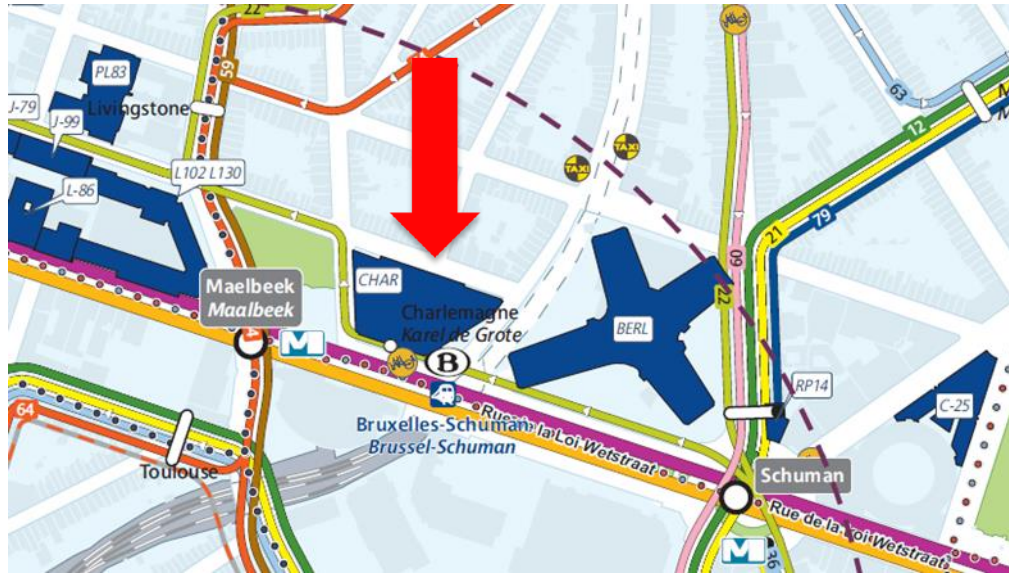 22
PL83
59
63
J-79
Livingstone
J-99
TAXI
TAXI
12
L102 L130
L-86
79
21
60
CHAR
22
Maelbeek
Maalbeek
Charlemagne
Karel de Grote
BERL
M
B
RP14
C-25
64
Bruxelles-Schuman
Brussel-Schuman
Rue de la Loi Wetstraat
Toulouse
Schuman
Rue de la Loi Wetstraat
M
36